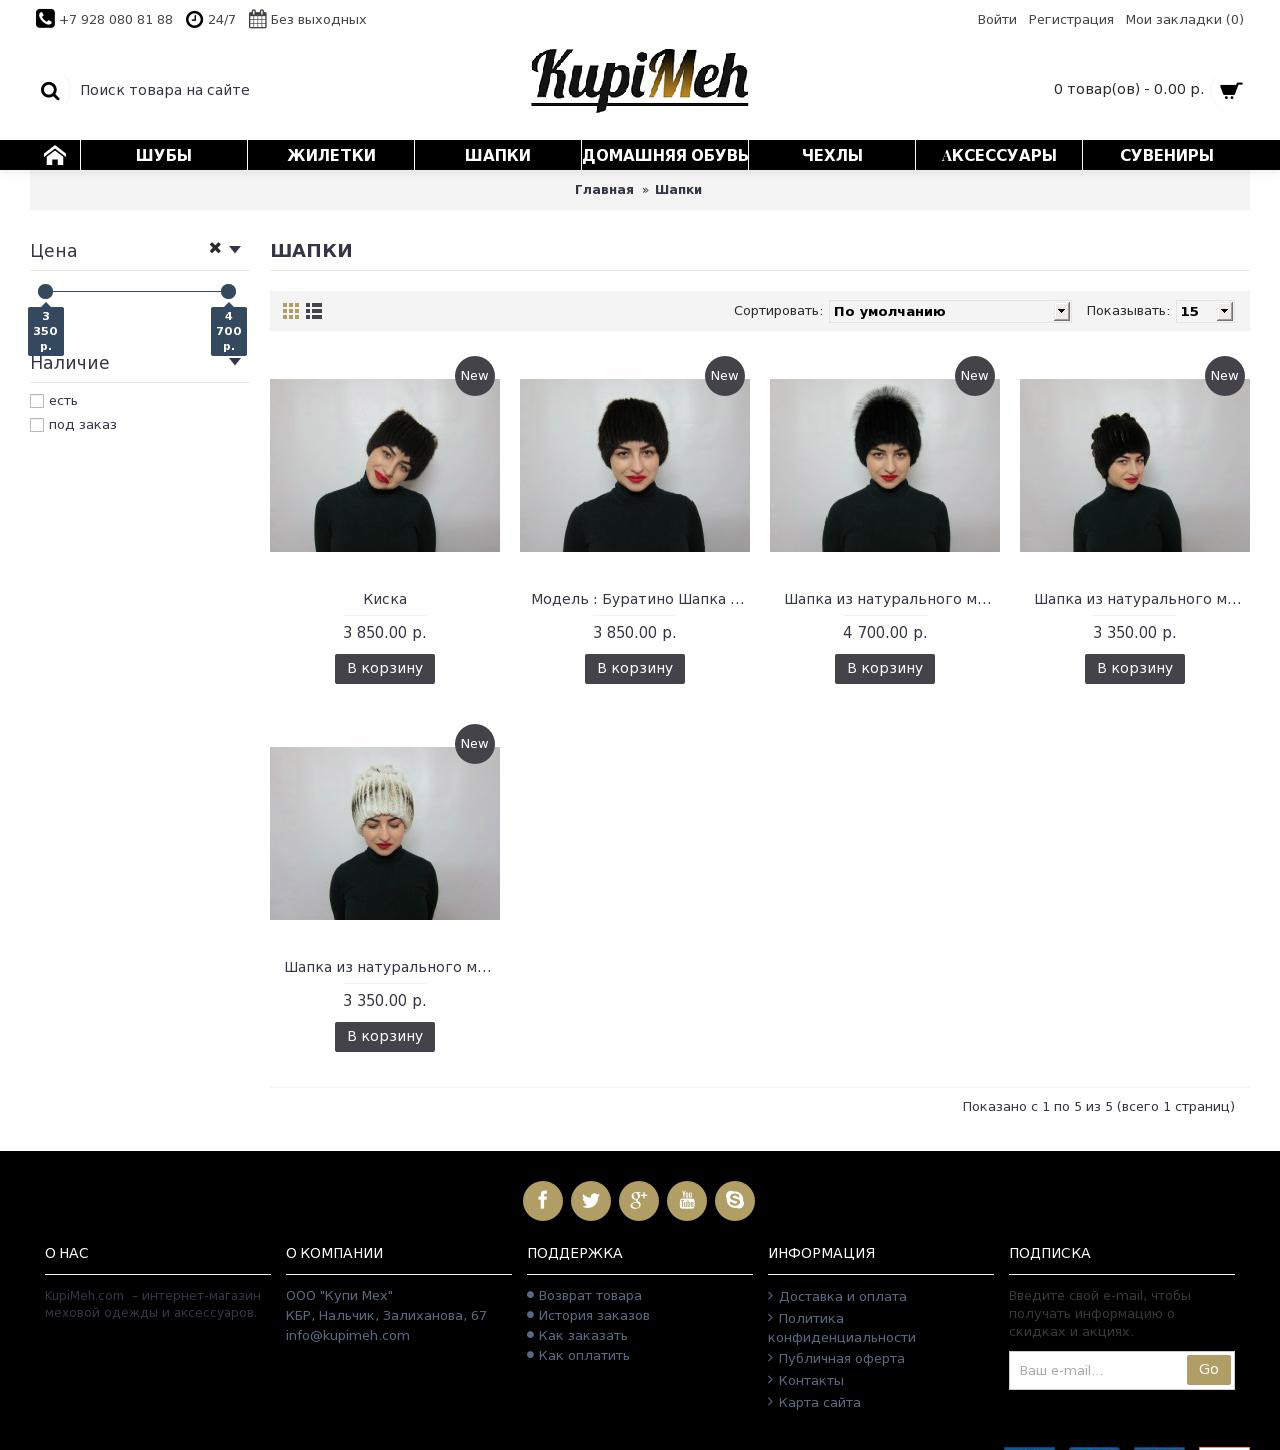 +7 928 080 81 88 24/7 Без выходных Войти Регистрация Мои закладки (0)
Поиск товара на сайте KupiMeh 0 товар(ов) - 0.00 р.
ШУБЫ ЖИЛЕТКИ ШАПКИ ДОМАШНЯЯ ОБУВЬ ЧЕХЛЫ АКСЕССУАРЫ СУВЕНИРЫ
Главная » Шапки
Цена
3 350 р.
4 700 р.
Наличие
есть
под заказ
ШАПКИ
Сортировать: По умолчанию Показывать: 15
New New New New
Киска Модель : Буратино Шапка ... Шапка из натурального м... Шапка из натурального м...
3 850.00 р. 3 850.00 р. 4 700.00 р. 3 350.00 р.
В корзину В корзину В корзину В корзину
New
Шапка из натурального м...
3 350.00 р.
В корзину
Показано с 1 по 5 из 5 (всего 1 страниц)
О НАС
KupiMeh.com – интернет-магазин
меховой одежды и аксессуаров.
О КОМПАНИИ
ООО "Купи Мех"
КБР, Нальчик, Залиханова, 67
info@kupimeh.com
ПОДДЕРЖКА
Возврат товара
История заказов
Как заказать
Как оплатить
ИНФОРМАЦИЯ
Доставка и оплата
Политика
конфиденциальности
Публичная оферта
Контакты
Карта сайта
ПОДПИСКА
Введите свой e-mail, чтобы
получать информацию о
скидках и акциях.
Ваш e-mail... Go